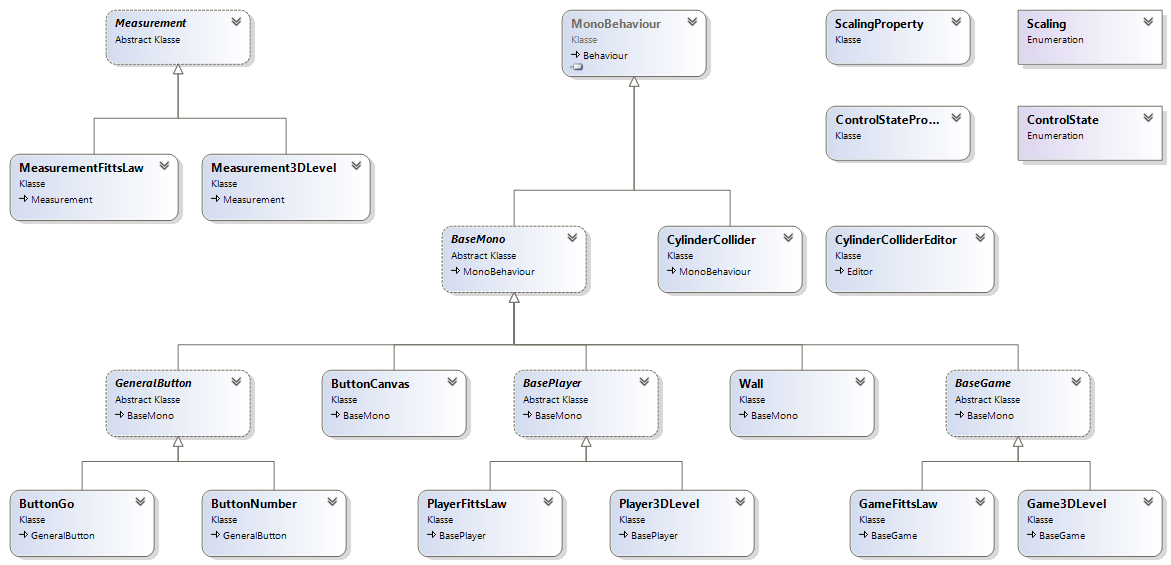 Measurement
Abstract Klasse
MonoBehaviour
Klasse
Behaviour
ScalingProperty
Klasse
Scaling
Enumeration
ControlStatePro...
Klasse
ControlState
Enumeration
MeasurementFittsLaw
Klasse
Measurement
Measurement3DLevel
Klasse
Measurement
BaseMono
Abstract Klasse
MonoBehaviour
CylinderCollider
Klasse
MonoBehaviour
CylinderColliderEditor
Klasse
Editor
GeneralButton
Abstract Klasse
BaseMono
ButtonCanvas
Klasse
BaseMono
BasePlayer
Abstract Klasse
BaseMono
Wall
Klasse
BaseMono
BaseGame
Abstract Klasse
BaseMono
ButtonGo
Klasse
GeneralButton
ButtonNumber
Klasse
GeneralButton
PlayerFittsLaw
Klasse
BasePlayer
Player3DLevel
Klasse
BasePlayer
GameFittsLaw
Klasse
BaseGame
Game3DLevel
Klasse
BaseGame